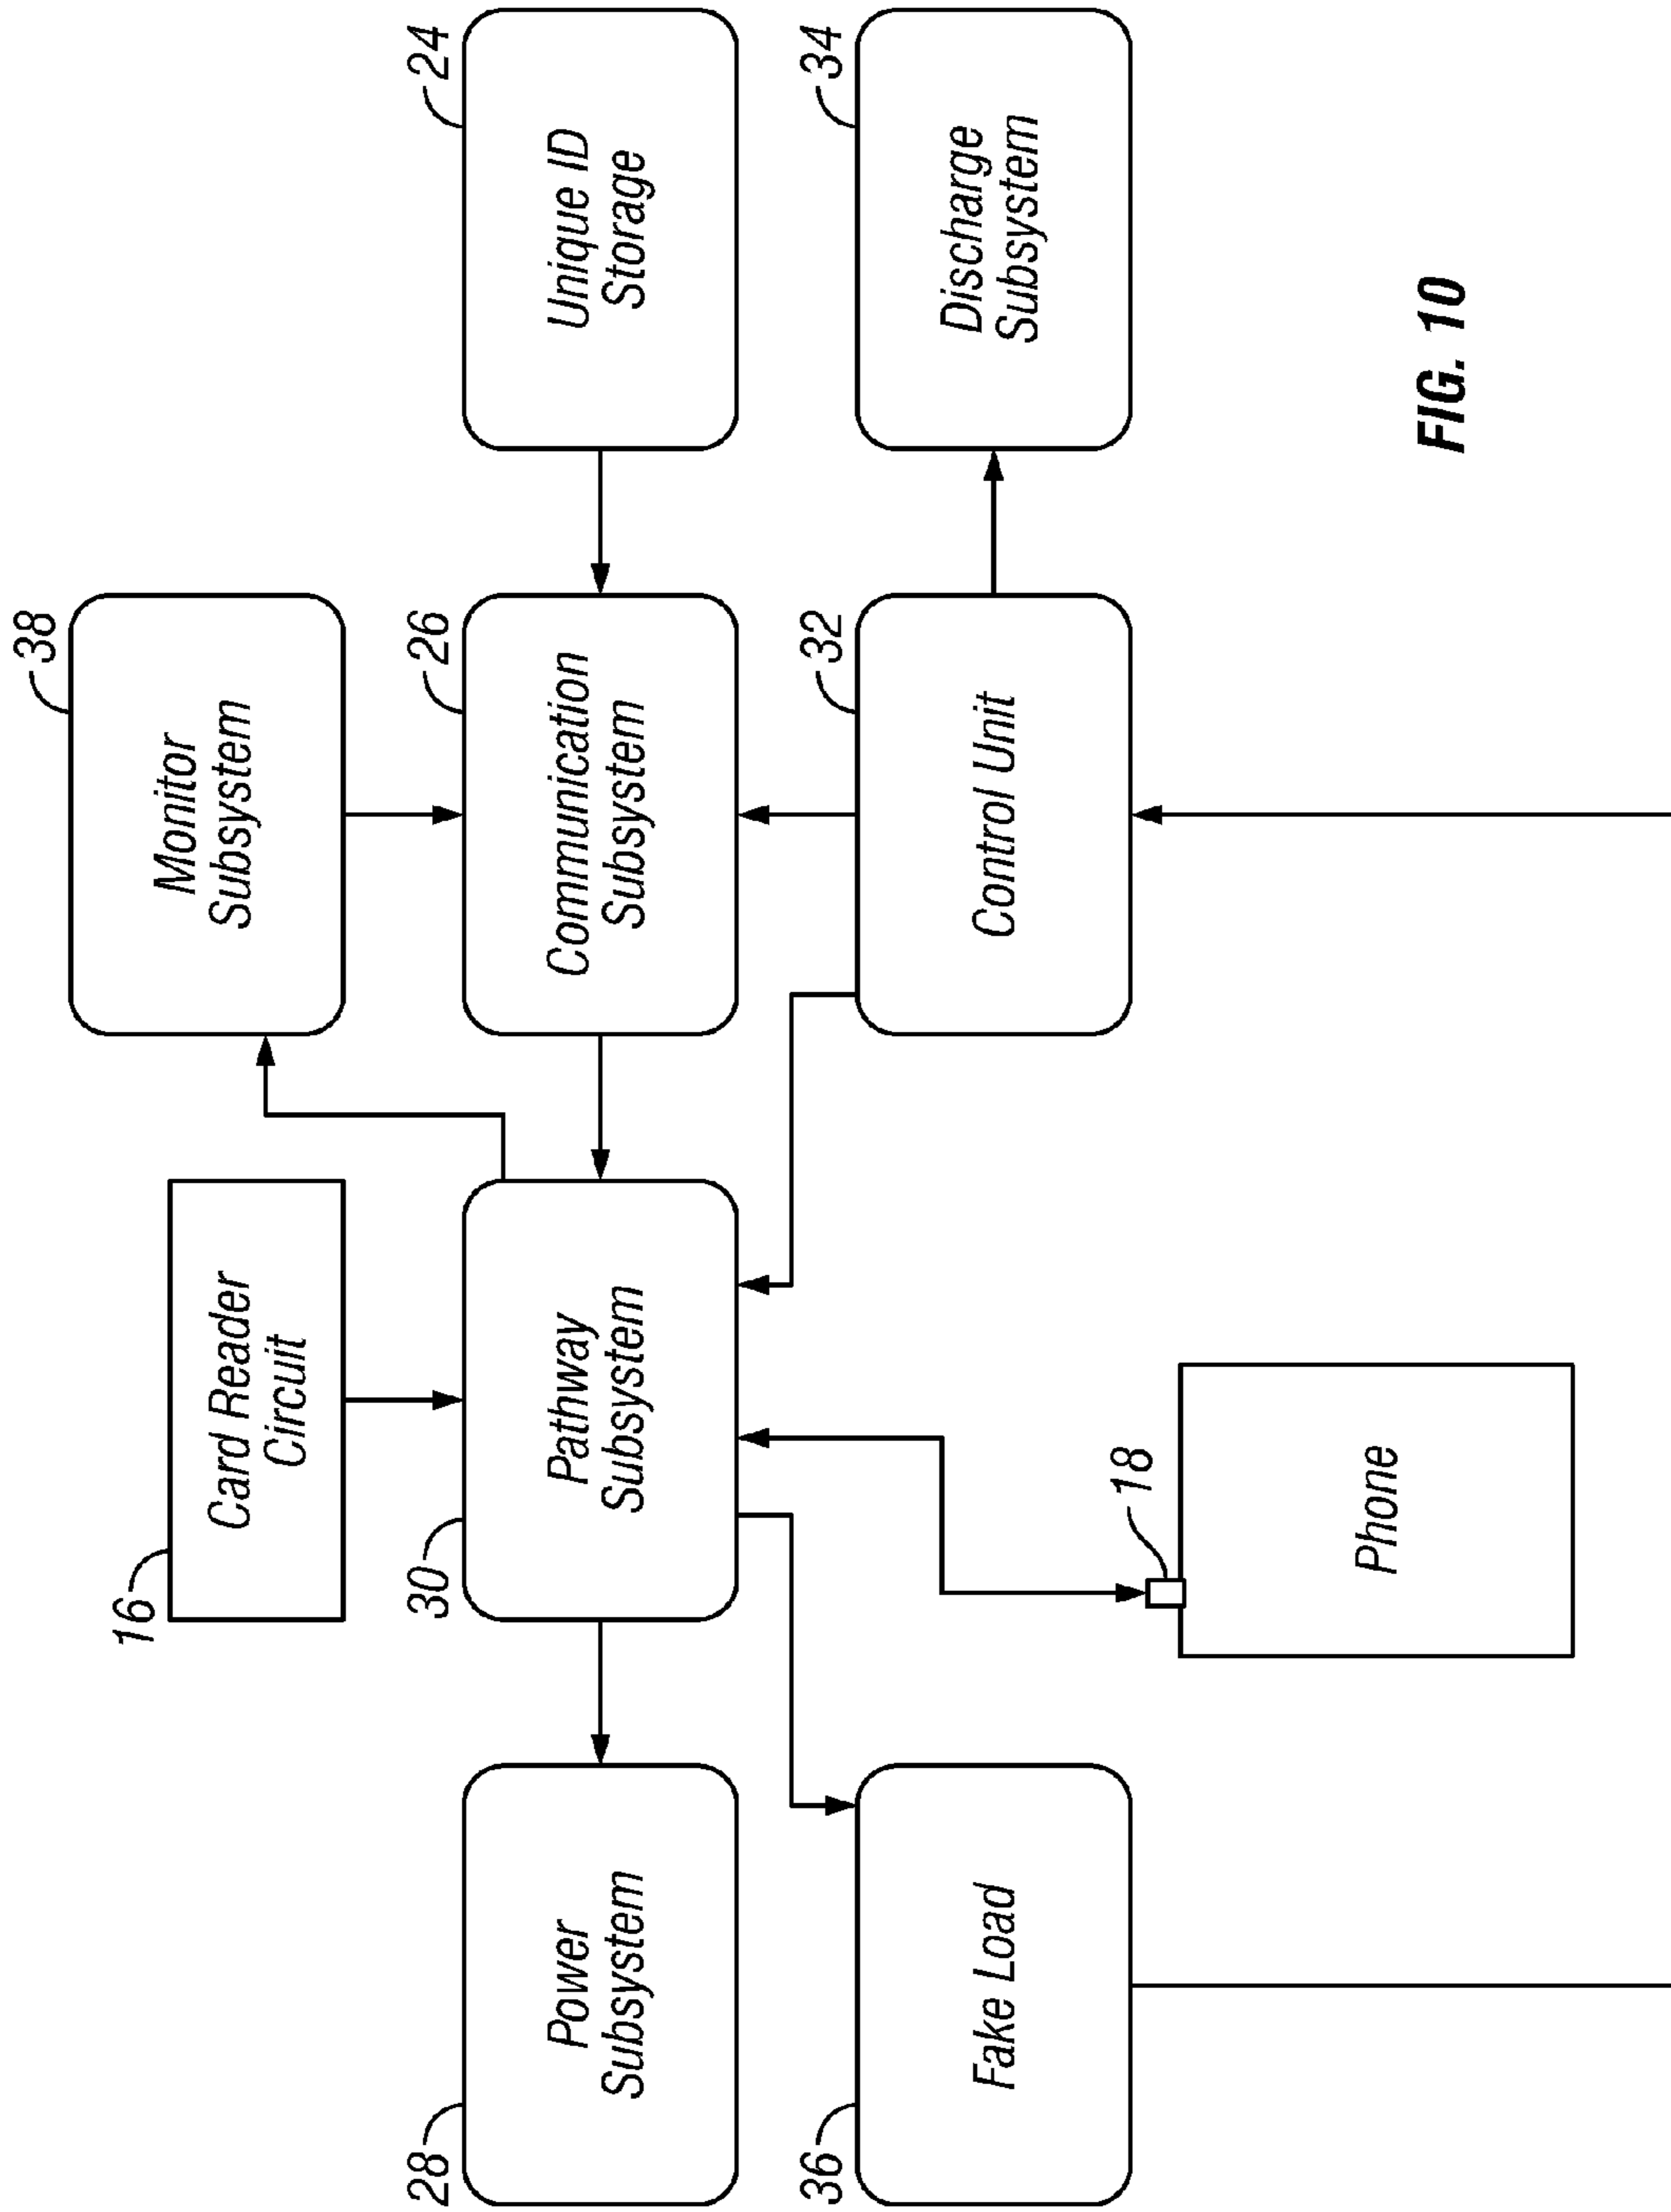 38
Monitor
Subsystem
16
Card Reader
Circuit
28
Power
Subsystem
30
Pathway
Subsystem
26
Communication
Subsystem
24
Unique ID
Storage
36
Fake Load
32
Control Unit
34
Discharge
Subsystem
18
Phone
FIG. 10